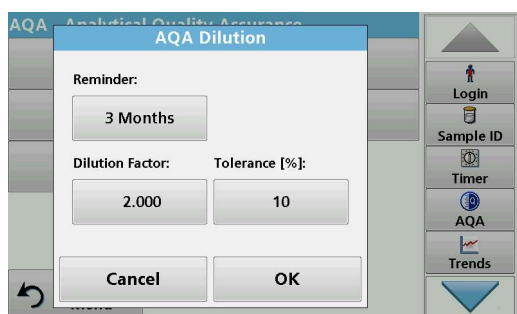 AQA - Analytical Quality Assurance
AQA Dilution
Reminder:
3 Months
Dilution Factor:
Tolerance [%]:
2.000
10
Cancel
OK
Menu
Login
Sample ID
Timer
AQA
Trends